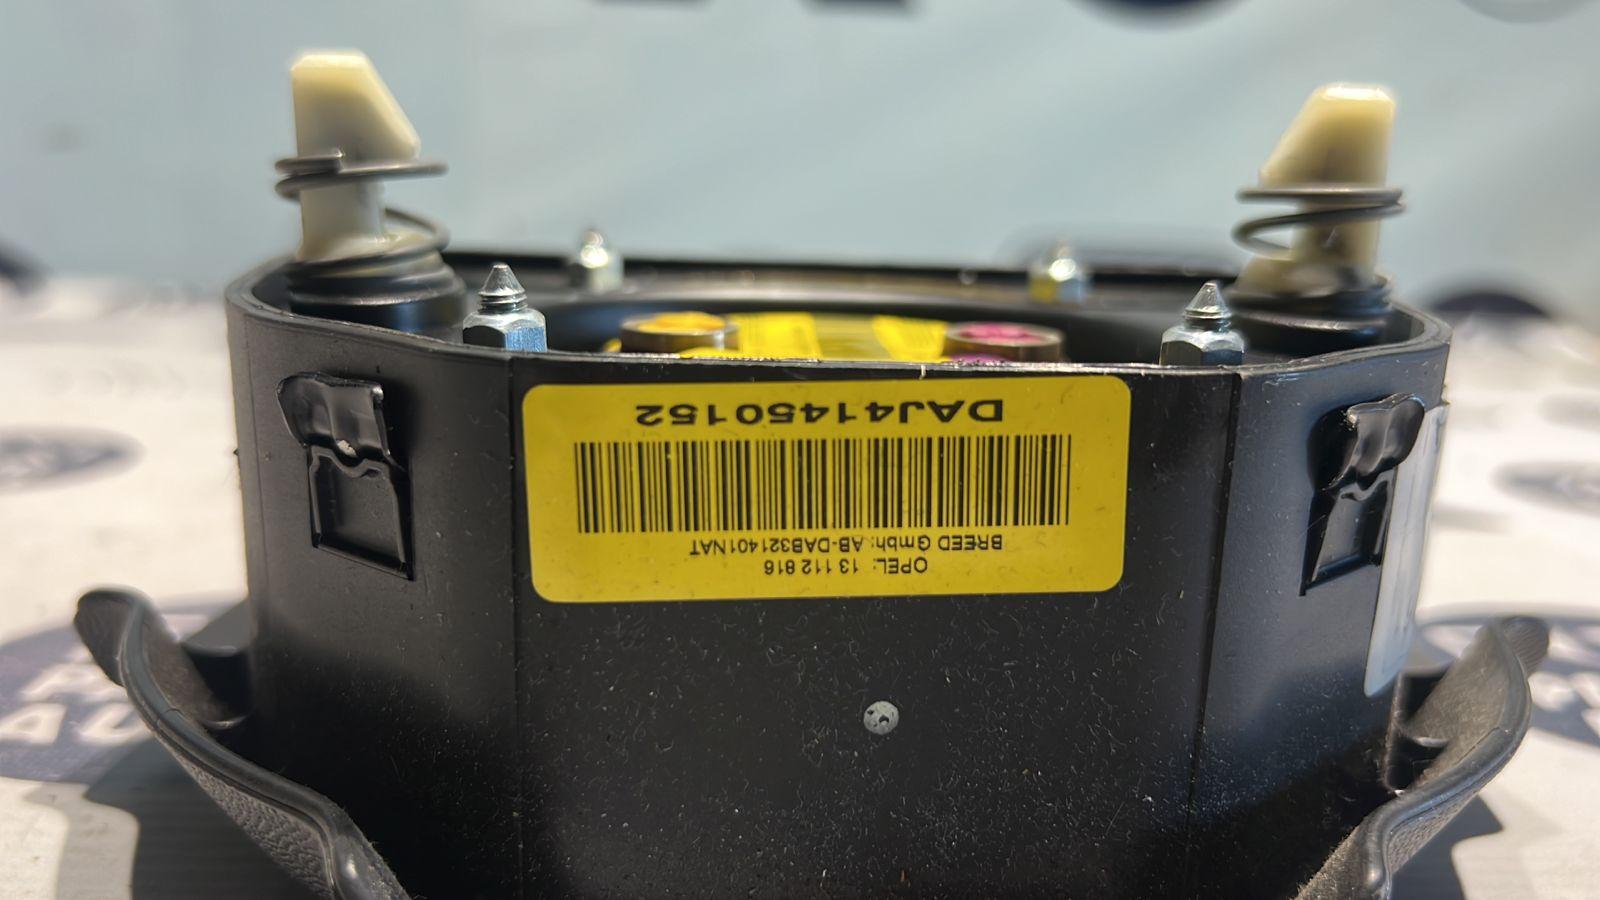 OPEL: 13 112 816
BREED Gmbh: AB-DAB321401NAT
DAJ41450152